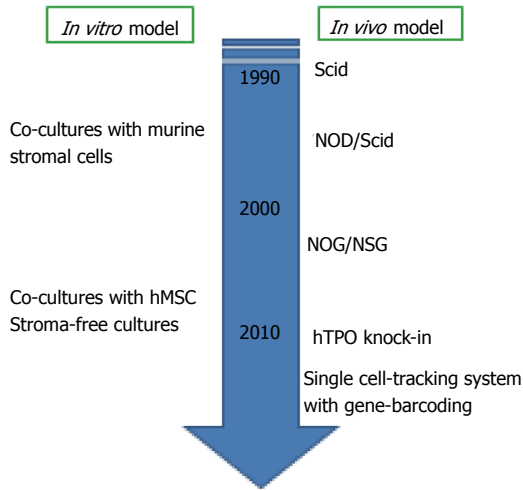 In vitro model
In vivo model
1990
Scid
Co-cultures with murine
stromal cells
NOD/Scid
2000
NOG/NSG
Co-cultures with hMSC
Stroma-free cultures
2010
hTPO knock-in
Single cell-tracking system
with gene-barcoding